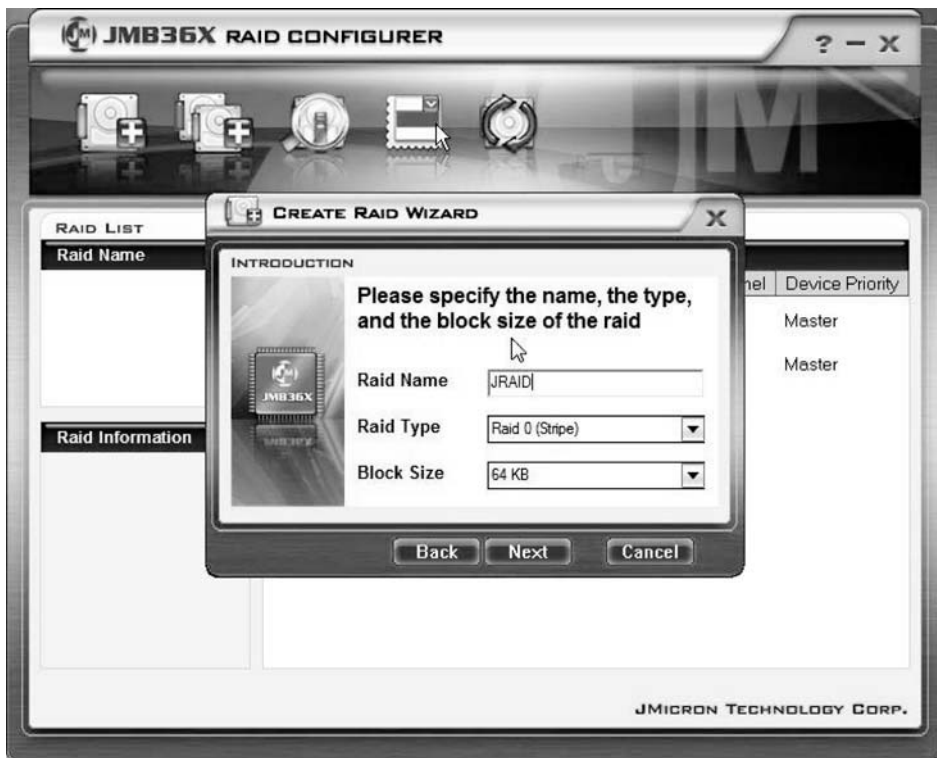 JM JMB36X RAID CONFIGURER
? – X
JM
RAID LIST
Raid Name
nel Device Priority
Master
Master
Raid Information
CREATE RAID WIZARD
X
INTRODUCTION
Please specify the name, the type,
and the block size of the raid
JM
JMB36X
Raid Name JRAID
Raid Type Raid 0 (Stripe)
Block Size 64 KB
Back Next Cancel
JMICRON TECHNOLOGY CORP.